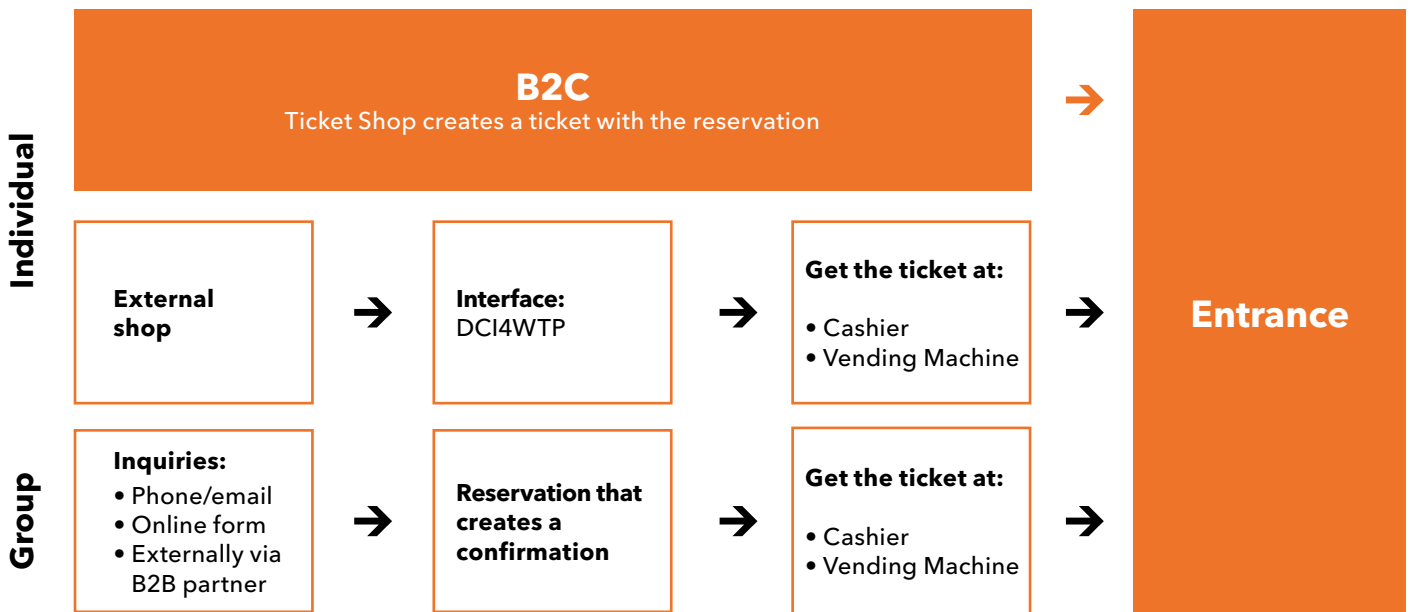 Individual
B2C
Ticket Shop creates a ticket with the reservation
External
shop
Interface:
DCI4WTP
Get the ticket at:
• Cashier
• Vending Machine
Entrance
Group
Inquiries:
• Phone/email
• Online form
• Externally via
B2B partner
Reservation that
creates a
confirmation
Get the ticket at:
• Cashier
• Vending Machine